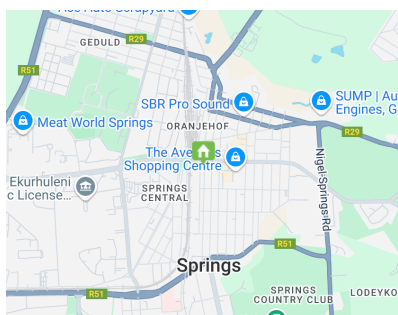 GEDULD
R29
R51
SBR Pro Sound
SUMP | Au
Engines, G
Meat World Springs
ORANJEHOF
R29
The Ave
Shopping Centre
Ekurhuleni
c License...
SPRINGS
CENTRAL
Nigel Springs Rd
R51
Springs
R51
SPRINGS
COUNTRY CLUB
LODEYKO